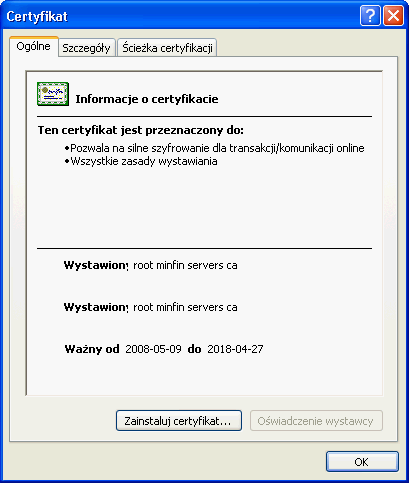 Certyfikat
Ogólne Szczegóły Ścieżka certyfikacji
Informacje o certyfikacie
Ten certyfikat jest przeznaczony do:
•Pozwala na silne szyfrowanie dla transakcji/komunikacji online
•Wszystkie zasady wystawiania
Wystawiony root minfin servers ca
Wystawiony root minfin servers ca
Ważny od 2008-05-09 do 2018-04-27
Zainstaluj certyfikat... Oświadczenie wystawcy
OK